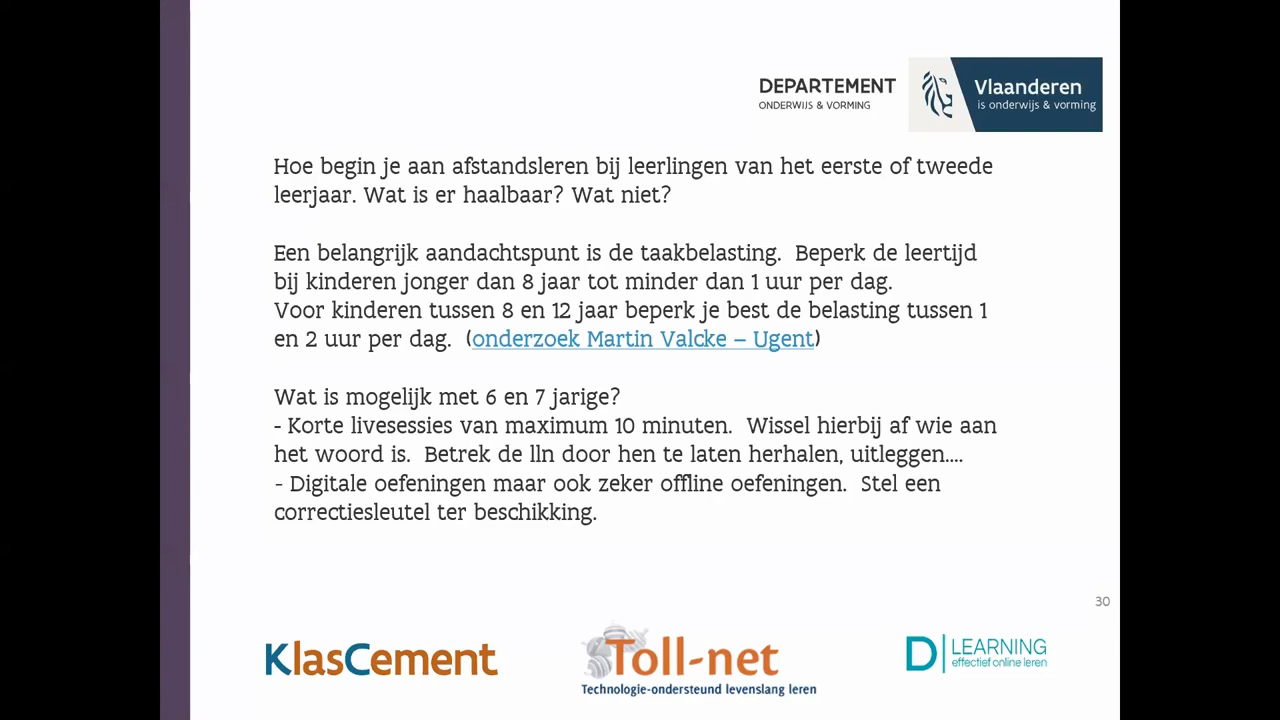 DEPARTEMENT
ONDERWIJS & VORMING
Vlaanderen
is onderwijs & vorming
Hoe begin je aan afstandsleren bij leerlingen van het eerste of tweede
leerjaar. Wat is er haalbaar? Wat niet?
Een belangrijk aandachtspunt is de taakbelasting.  Beperk de leertijd
bij kinderen jonger dan 8 jaar tot minder dan 1 uur per dag.
Voor kinderen tussen 8 en 12 jaar beperk je best de belasting tussen 1
en 2 uur per dag.  (onderzoek Martin Valcke – Ugent)
Wat is mogelijk met 6 en 7 jarige?
- Korte livesessies van maximum 10 minuten.  Wissel hierbij af wie aan
het woord is.  Betrek de lln door hen te laten herhalen, uitleggen....
- Digitale oefeningen maar ook zeker offline oefeningen.  Stel een
correctiesleutel ter beschikking.
30
KlasCement
Toll-net
Technologie-ondersteund levenslang leren
D LEARNING
effectief online leren